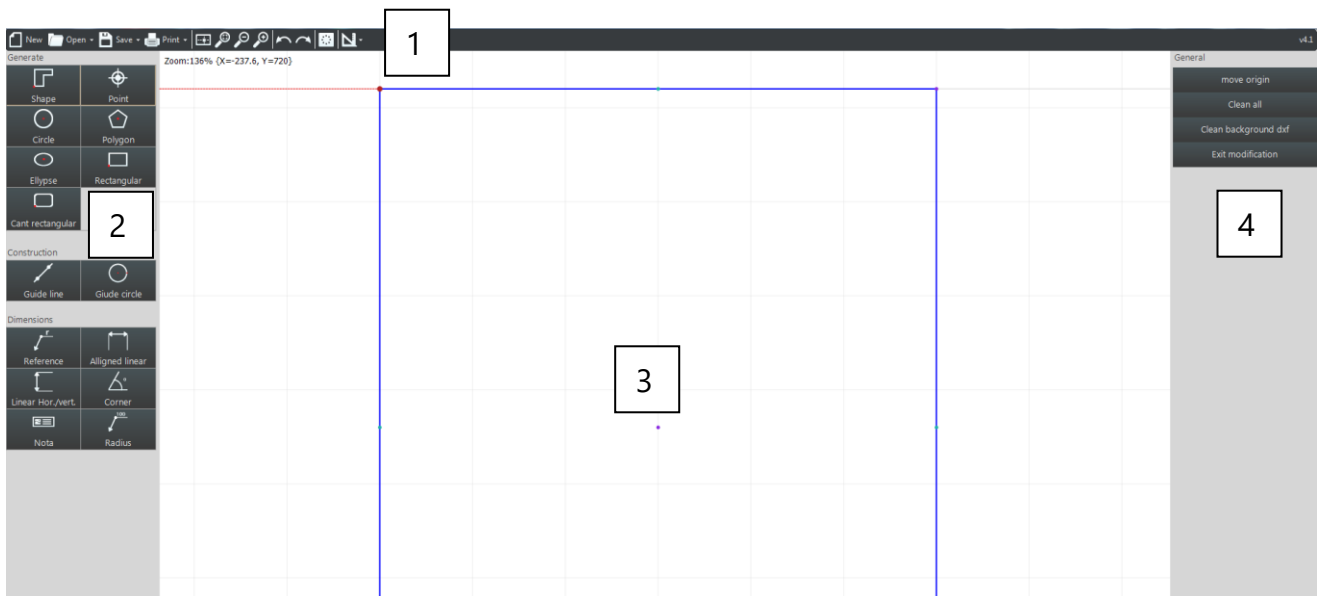 New Open Save Print
1
v4.1
Generate
Zoom:136% {X=-237.6, Y=720}
General
Shape Point
move origin
Clean all
Circle Polygon
Clean background dxf
Exit modification
Ellypse Rectangular
Cant rectangular
2
4
Construction
Guide line Giude circle
Dimensions
r
Reference Alligned linear
3
Linear Hor./vert. Corner
100
Nota Radius